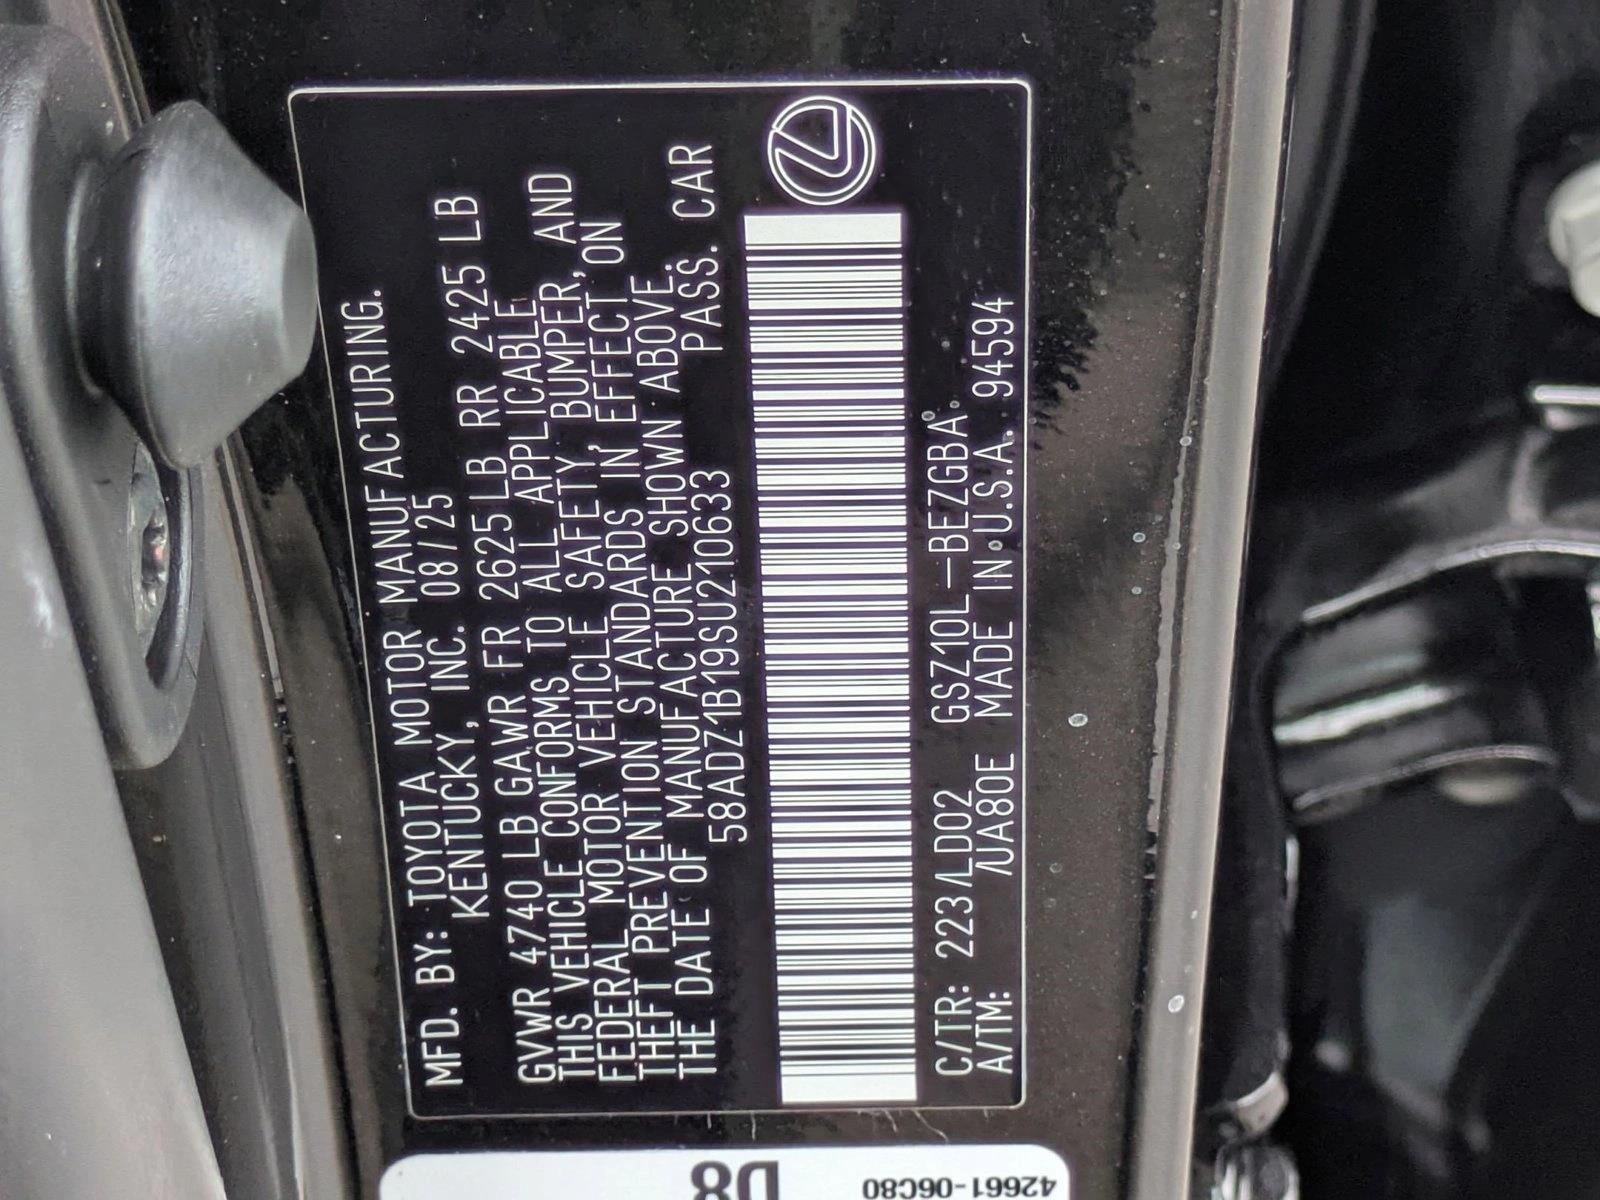 MFD. BY: TOYOTA MOTOR MANUFACTURING.
KENTUCKY, INC. 08/25
GVWR 4740 LB GAWR FR 2625 LB RR 2425 LB
THIS VEHICLE CONFORMS TO ALL APPLICABLE
FEDERAL MOTOR VEHICLE SAFETY, BUMPER, AND
THEFT PREVENTION STANDARDS IN EFFECT ON
THE DATE OF MANUFACTURE SHOWN ABOVE.
58ADZ1B19SU210633 PASS. CAR
C/TR: 223/LD02 GSZ10L-BEZGBA
A/TM: /UA80E MADE IN U.S.A. 94594
42661-06C80
D8